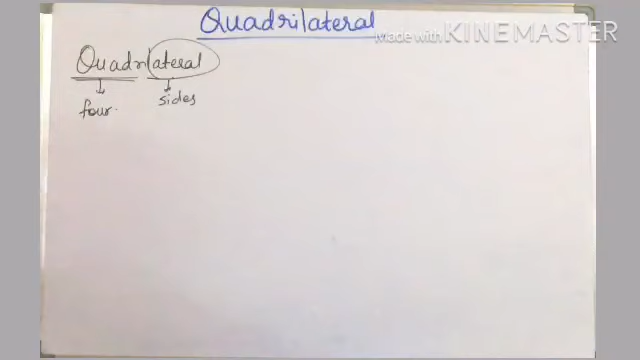 Quadrilateral
Made with KINEMASTER
Quadrilateral
four.
sides